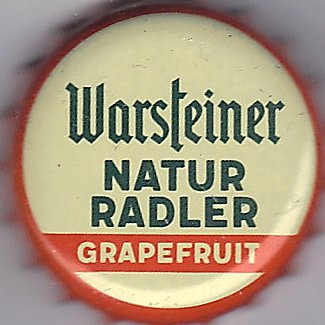 Warsteiner
NATUR
RADLER
GRAPEFRUIT